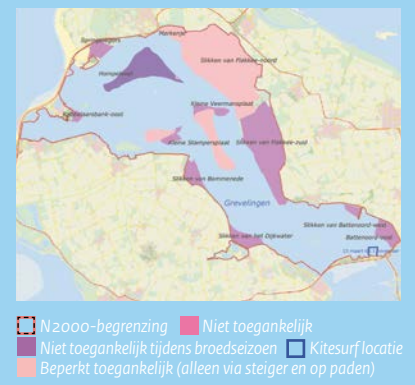 Springersgors
Markenje
Slikken van Flakkee-noord
Hompelvoet
Kleine Veermansplaat
Kabbelaarsbank-oost
Kleine Stampersplaat
Slikken van Flakkee-zuid
Slikken van Bommenede
Grevelingen
Slikken van Battenoord-west
Slikken van het Dijkwater
Battenoord-oost
N2000-begrenzing
Niet toegankelijk
Niet toegankelijk tijdens broedseizoen
Kitesurf locatie
Beperkt toegankelijk (alleen via steiger en op paden)